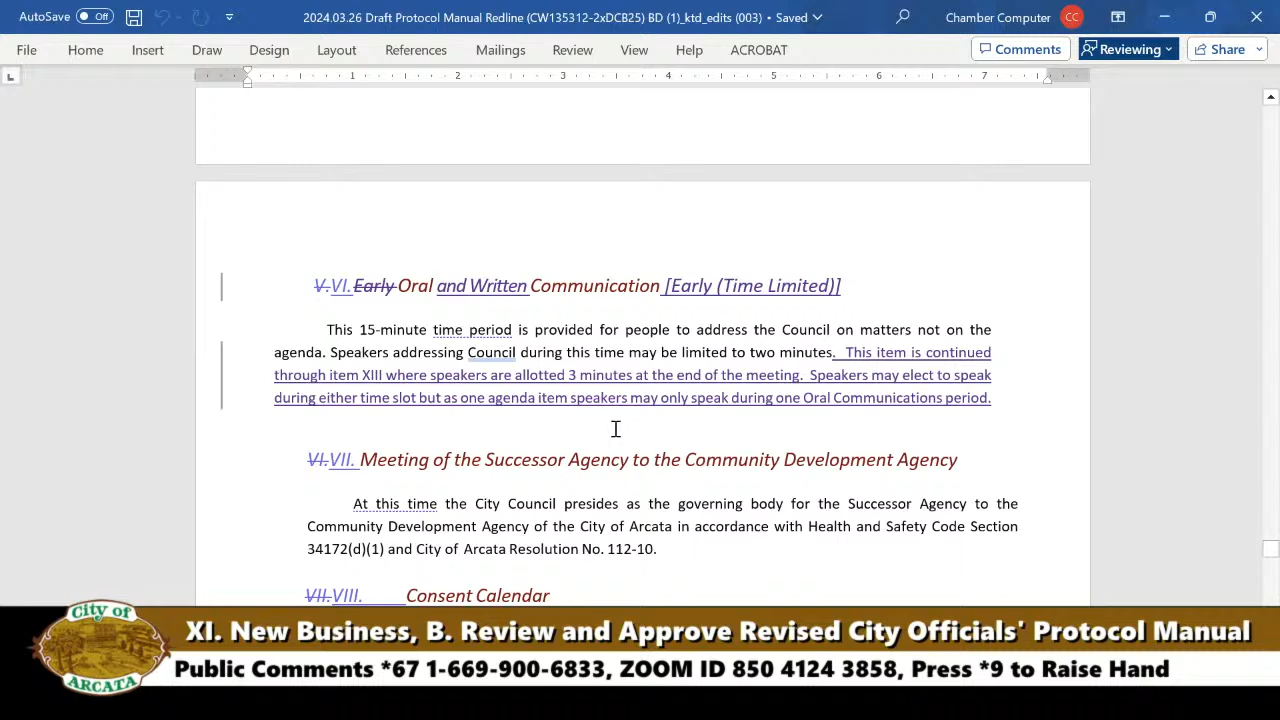 AutoSave Off 2024.03.26 Draft Protocol Manual Redline (CW135312-2xDCB25) BD (1)_ktd_edits (003) • Saved Chamber Computer CC
File Home Insert Draw Design Layout References Mailings Review View Help ACROBAT Comments Reviewing Share
1 2 3 4 5 6 7
V.VI.Early Oral and Written Communication [Early (Time Limited)]
This 15-minute time period is provided for people to address the Council on matters not on the
agenda. Speakers addressing Council during this time may be limited to two minutes. This item is continued
through item XIII where speakers are allotted 3 minutes at the end of the meeting. Speakers may elect to speak
during either time slot but as one agenda item speakers may only speak during one Oral Communications period.
VI.VII. Meeting of the Successor Agency to the Community Development Agency
At this time the City Council presides as the governing body for the Successor Agency to the
Community Development Agency of the City of Arcata in accordance with Health and Safety Code Section
34172(d)(1) and City of Arcata Resolution No. 112-10.
VII.VIII. Consent Calendar
City of
ARCATA
XI. New Business, B. Review and Approve Revised City Officials' Protocol Manual
Public Comments *67 1-669-900-6833, ZOOM ID 850 4124 3858, Press *9 to Raise Hand